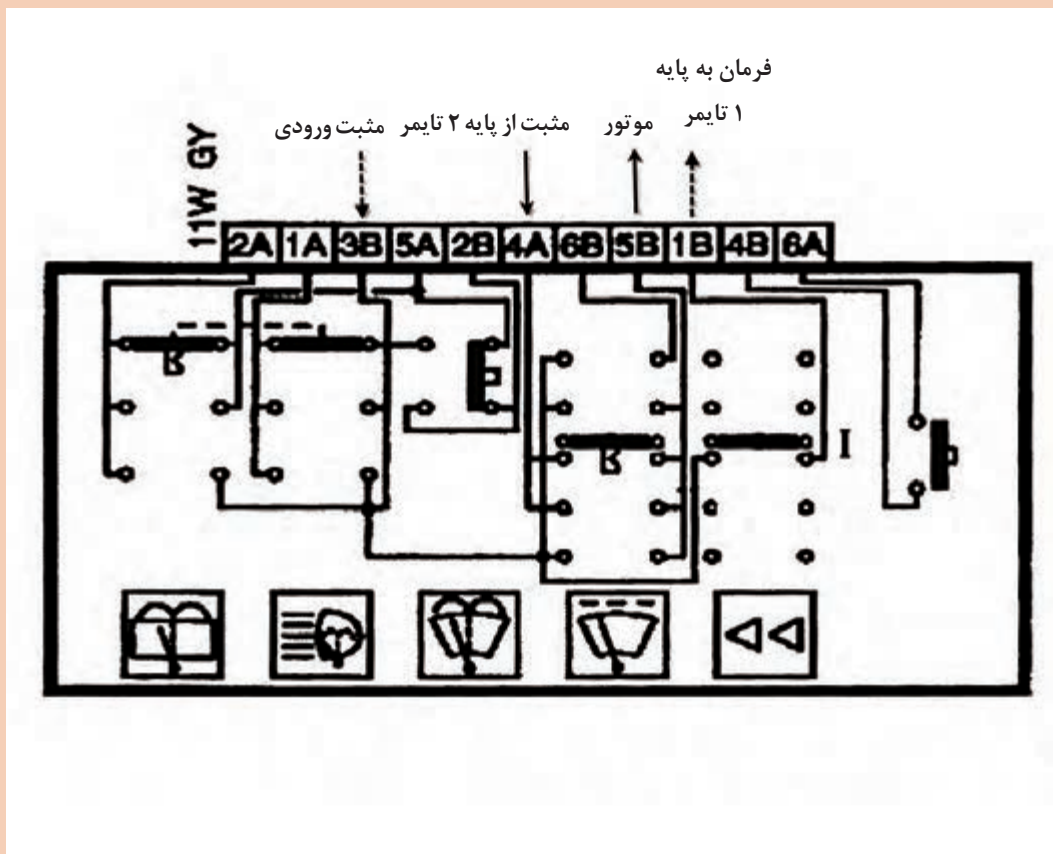 فرمان به پایه
۱ تایمر
موتور
مثبت از پایه ۲ تایمر
مثبت ورودی
11W GY
2A 1A 3B 5A 2B 4A 6B 5B 1B 4B 6A
B
B
I